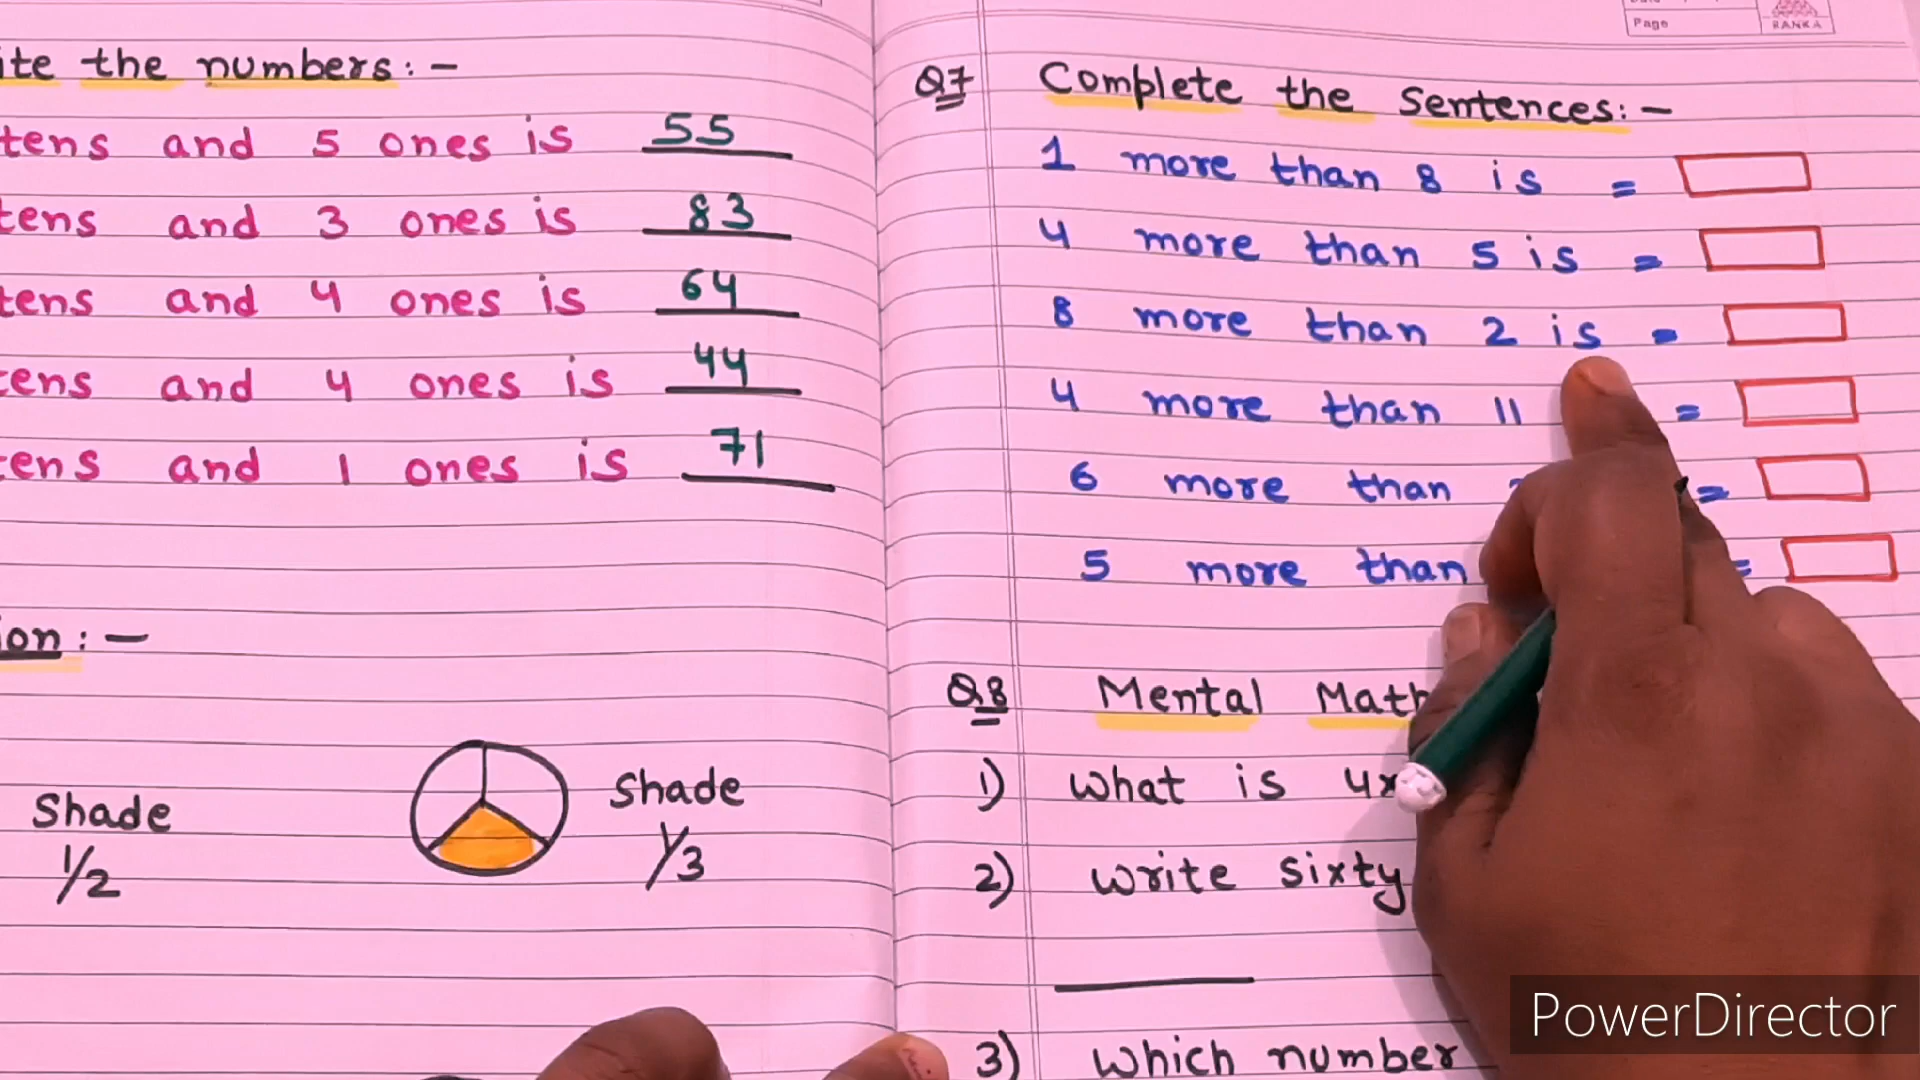 ite the numbers:-
tens and 5 ones is 55
tens and 3 ones is 83
tens and 4 ones is 64
tens and 4 ones is 44
tens and 1 ones is 71
ion:-
Shade
1/2
Shade
1/3
Page
RANKA
Q7 Complete the Sentences:-
1 more than 8 is =
4 more than 5 is =
8 more than 2 is =
4 more than 11 =
6 more than =
5 more than =
Q8 Mental Math
1) What is 4x
2) Write sixty
3) Which number
PowerDirector